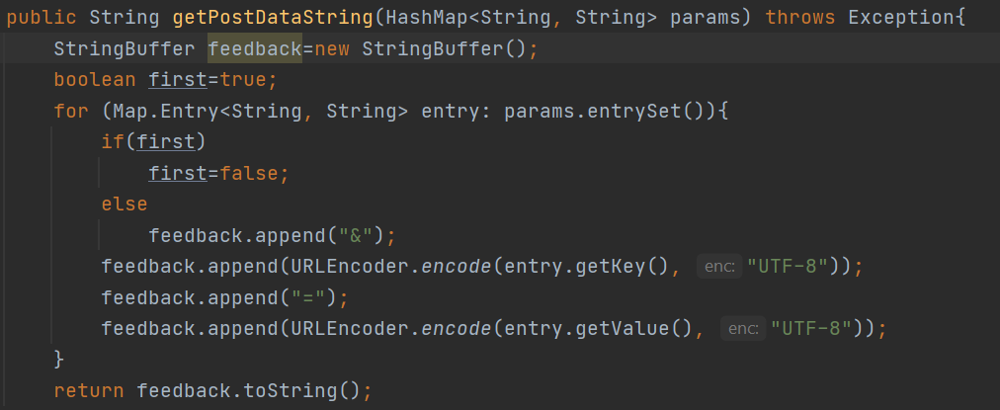 public String getPostDataString(HashMap<String, String> params) throws Exception{
    StringBuffer feedback=new StringBuffer();
    boolean first=true;
    for (Map.Entry<String, String> entry: params.entrySet()){
        if(first)
            first=false;
        else
            feedback.append("&");
        feedback.append(URLEncoder.encode(entry.getKey(), enc: "UTF-8"));
        feedback.append("=");
        feedback.append(URLEncoder.encode(entry.getValue(), enc: "UTF-8"));
    }
    return feedback.toString();